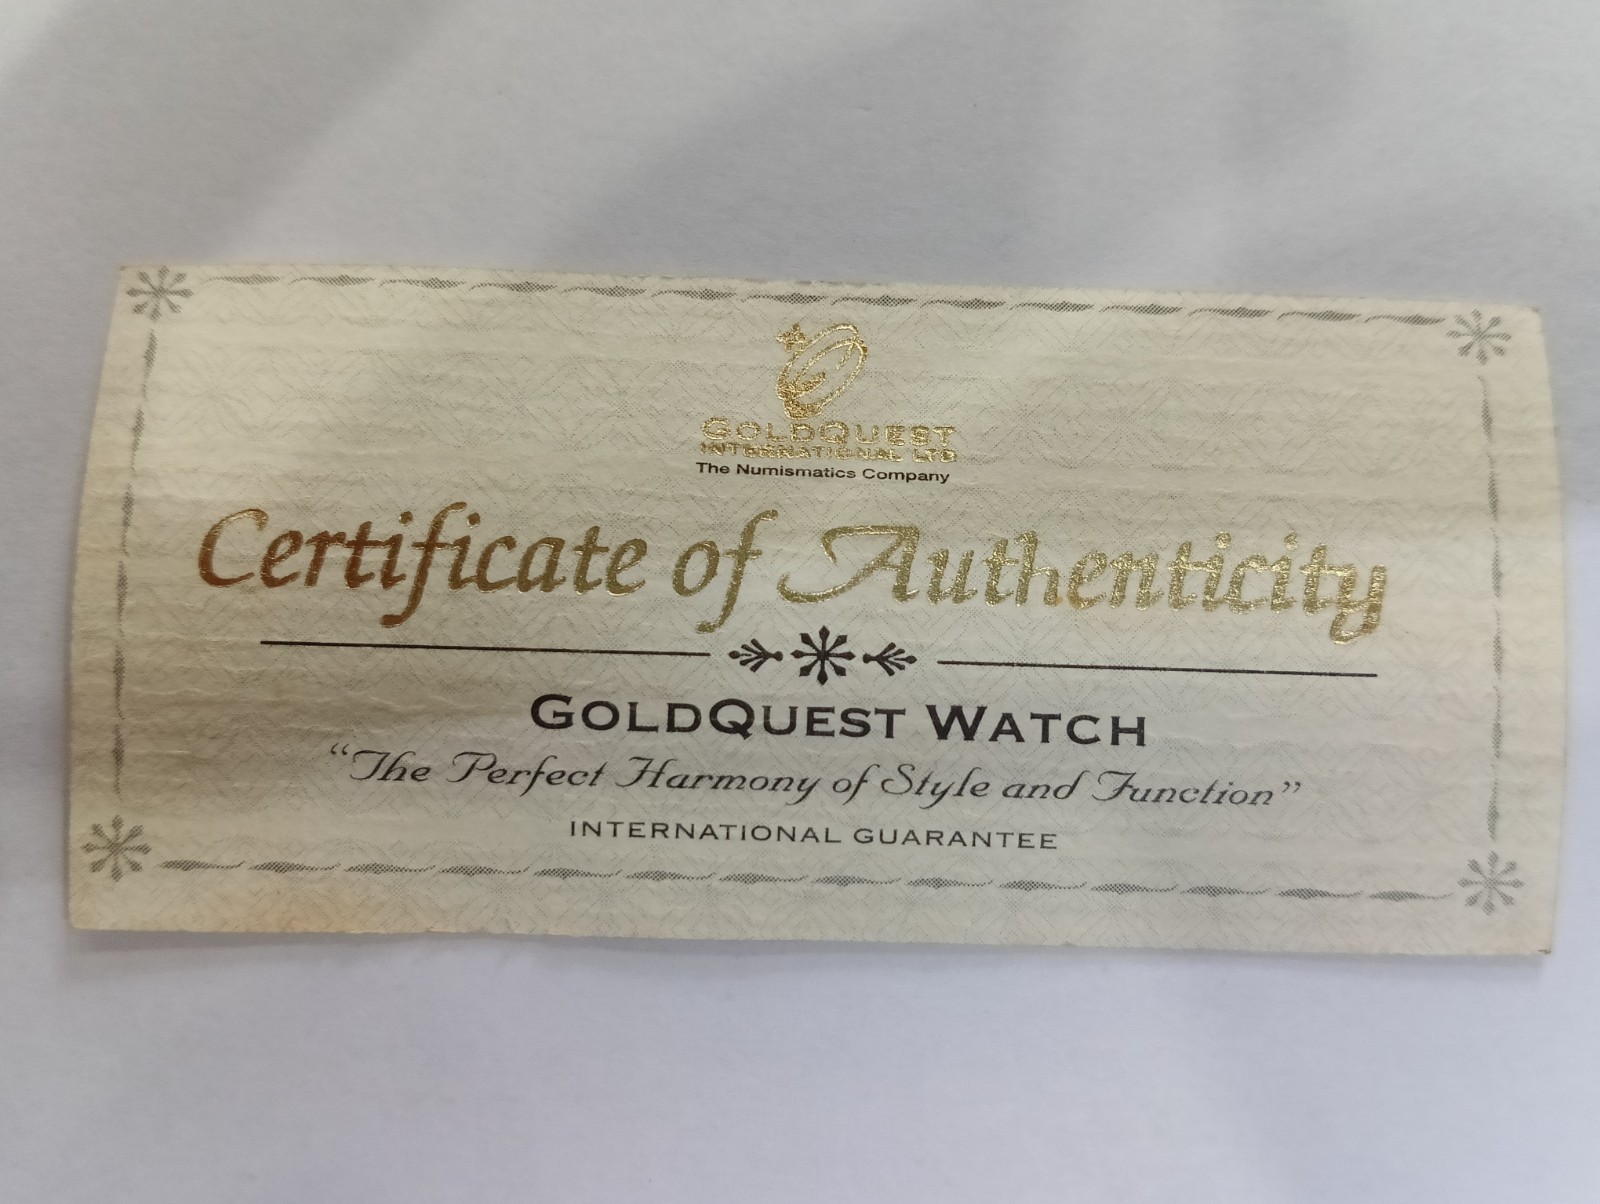 GOLDQUEST
INTERNATIONAL LTD
The Numismatics Company
Certificate of Authenticity
GOLDQUEST WATCH
“The Perfect Harmony of Style and Function”
INTERNATIONAL GUARANTEE